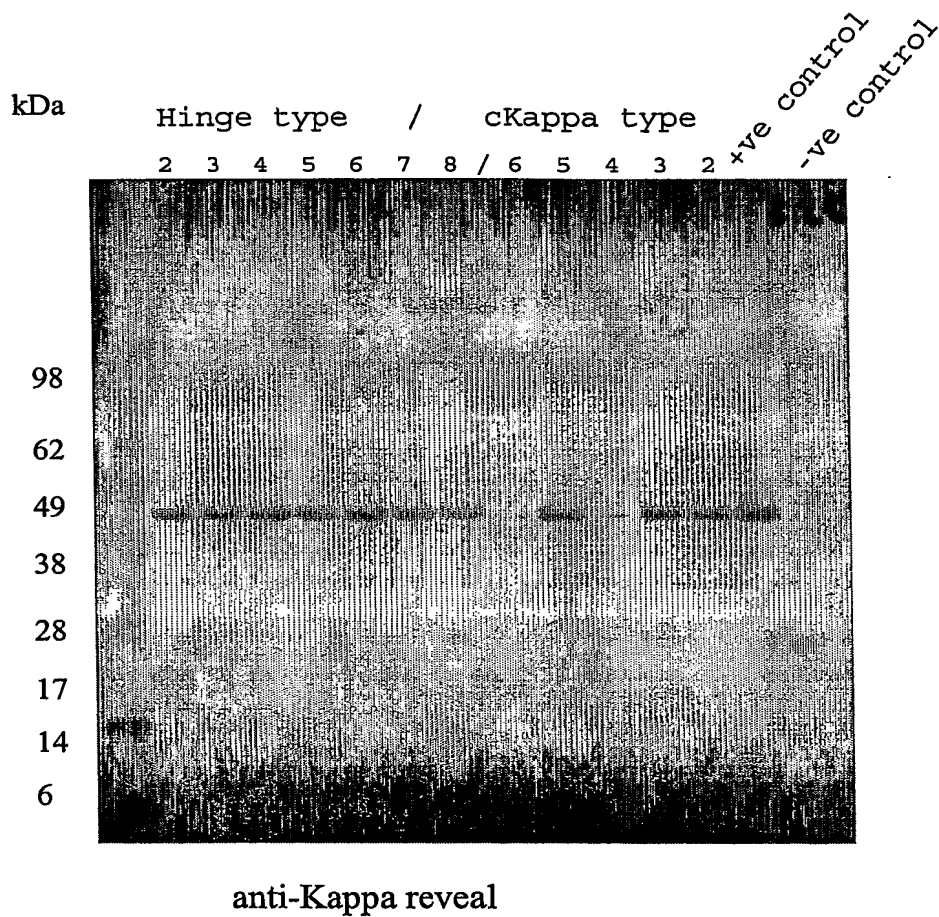 +ve control
-ve control
kDa
Hinge type / cKappa type
2 3 4 5 6 7 8 / 6 5 4 3 2
98
62
49
38
28
17
14
6
anti-Kappa reveal